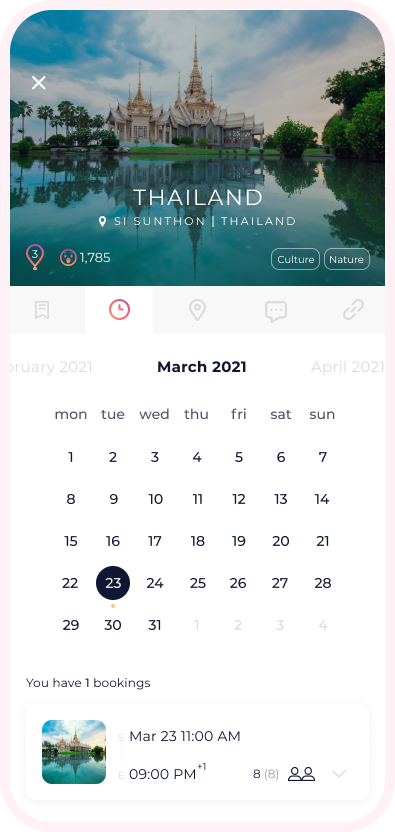 THAILAND
SI SUNTHON | THAILAND
3
1,785
Culture
Nature
bruary 2021
March 2021
April 2021
mon tue wed thu fri sat sun
1 2 3 4 5 6 7
8 9 10 11 12 13 14
15 16 17 18 19 20 21
22 23 24 25 26 27 28
29 30 31 1 2 3 4
You have 1 bookings
S Mar 23 11:00 AM
E 09:00 PM+1
8 (8)